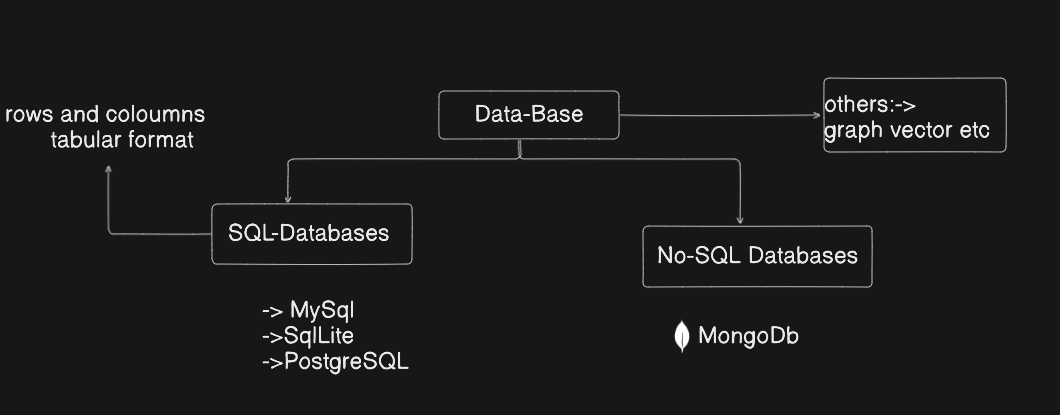 Data-Base
others:->
graph vector etc
rows and coloumns
tabular format
SQL-Databases
No-SQL Databases
-> MySql
->SqlLite
->PostgreSQL
MongoDb